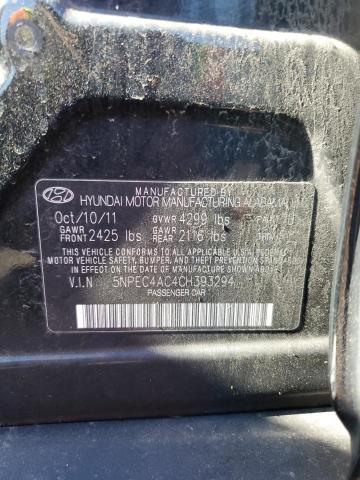 MANUFACTURED BY
HYUNDAI MOTOR MANUFACTURING ALABAMA, LLC
Oct/10/11 GVWR 4299 lbs
GAWR FRONT 2425 lbs GAWR REAR 2116 lbs
THIS VEHICLE CONFORMS TO ALL APPLICABLE U.S.A. FEDERAL
MOTOR VEHICLE SAFETY, BUMPER, AND THEFT PREVENTION STANDARDS
IN EFFECT ON THE DATE OF MANUFACTURE SHOWN ABOVE.
V.I.N 5NPEC4AC4CH393294
PASSENGER CAR